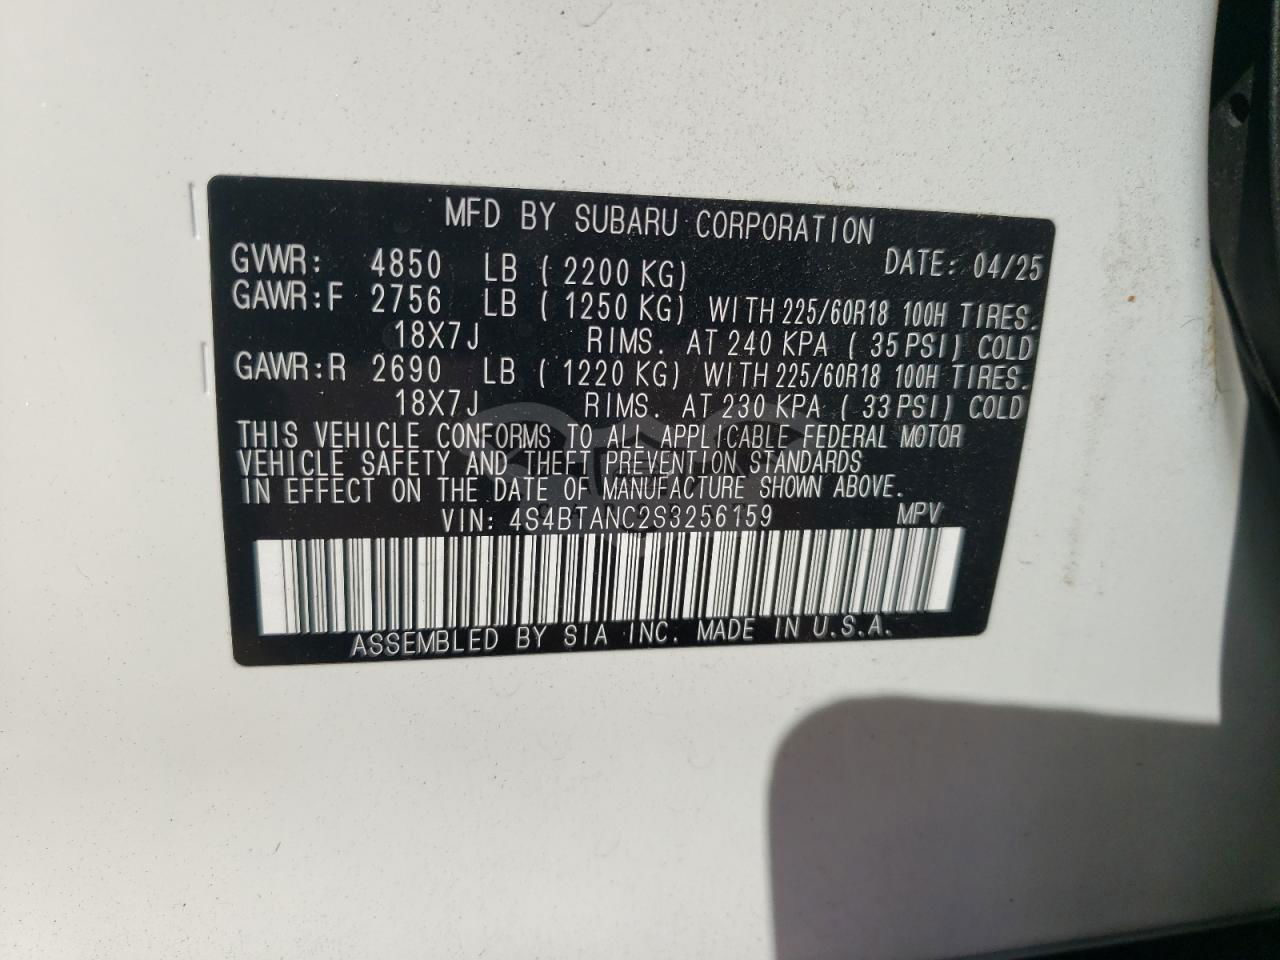 MFD BY SUBARU CORPORATION
GVWR: 4850 LB (2200 KG) DATE: 04/25
GAWR:F 2756 LB (1250 KG) WITH 225/60R18 100H TIRES.
18X7J RIMS. AT 240 KPA (35 PSI) COLD
GAWR:R 2690 LB (1220 KG) WITH 225/60R18 100H TIRES.
18X7J RIMS. AT 230 KPA (33 PSI) COLD
THIS VEHICLE CONFORMS TO ALL APPLICABLE FEDERAL MOTOR
VEHICLE SAFETY AND THEFT PREVENTION STANDARDS
IN EFFECT ON THE DATE OF MANUFACTURE SHOWN ABOVE.
VIN: 4S4BTANC2S3256159 MPV
ASSEMBLED BY SIA INC. MADE IN U.S.A.